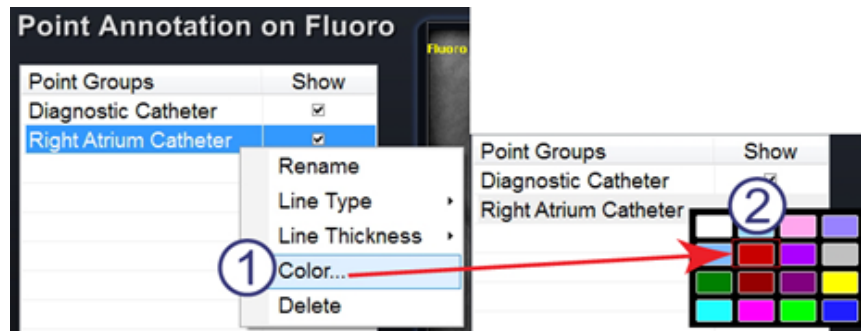 Point Annotation on Fluoro
Fluoro
Point Groups Show
Diagnostic Catheter
Right Atrium Catheter
Rename
Line Type
Line Thickness
1
Color...
Delete
Point Groups Show
Diagnostic Catheter
Right Atrium Catheter
2